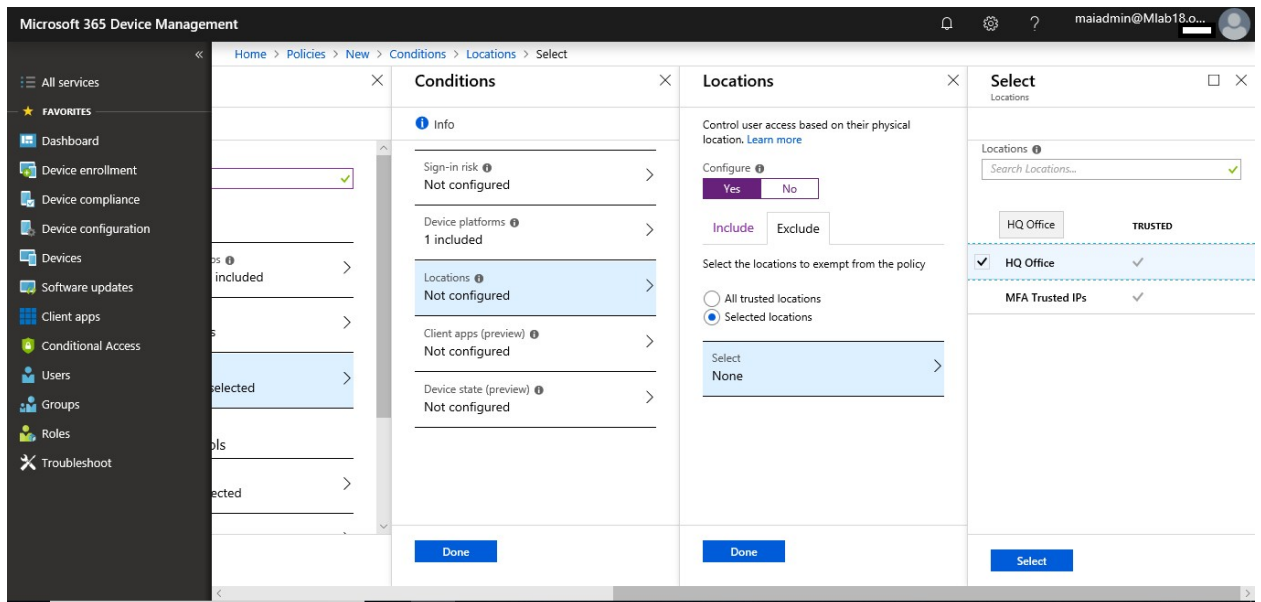 Microsoft 365 Device Management
maiadmin@Mlab18.o...
«
Home > Policies > New > Conditions > Locations > Select
All services
FAVORITES
Dashboard
Device enrollment
Device compliance
Device configuration
Devices
Software updates
Client apps
Conditional Access
Users
Groups
Roles
Troubleshoot
included
selected
Conditions
Info
Sign-in risk
Not configured
Device platforms
1 included
Locations
Not configured
Client apps (preview)
Not configured
Device state (preview)
Not configured
Done
Locations
Control user access based on their physical
location. Learn more
Configure
Yes No
Include Exclude
Select the locations to exempt from the policy
All trusted locations
Selected locations
Select
None
Done
Select
Locations
Locations
Search Locations...
HQ Office TRUSTED
HQ Office
MFA Trusted IPs
Select